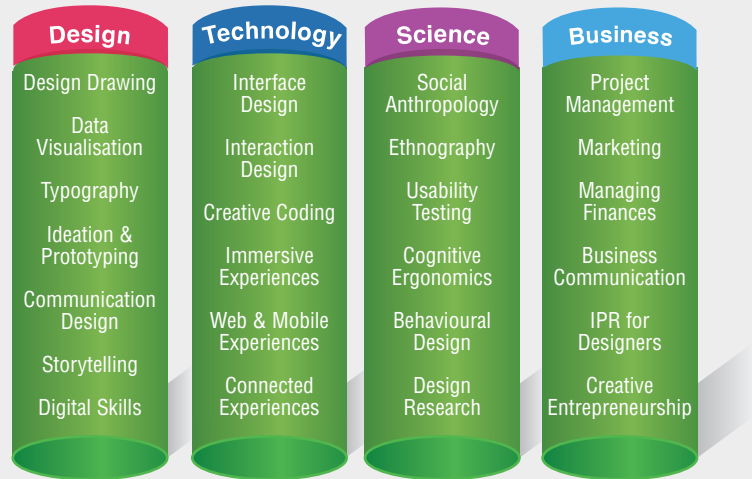 Design
Design Drawing
Data
Visualisation
Typography
Ideation &
Prototyping
Communication
Design
Storytelling
Digital Skills
Technology
Interface
Design
Interaction
Design
Creative Coding
Immersive
Experiences
Web & Mobile
Experiences
Connected
Experiences
Science
Social
Anthropology
Ethnography
Usability
Testing
Cognitive
Ergonomics
Behavioural
Design
Design
Research
Business
Project
Management
Marketing
Managing
Finances
Business
Communication
IPR for
Designers
Creative
Entrepreneurship